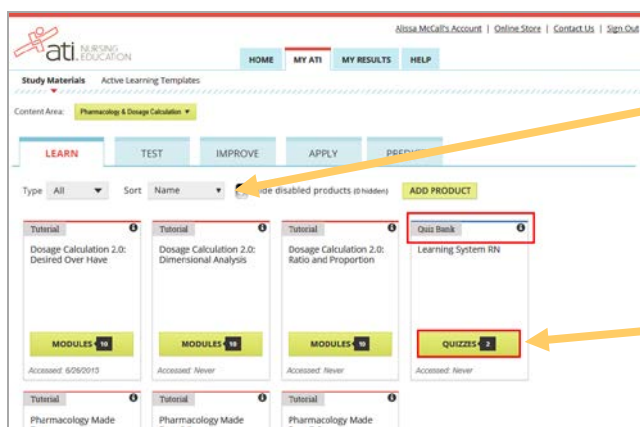 Alissa McCall's Account | Online Store | Contact Us | Sign Out
ati NURSING EDUCATION
HOME MY ATI MY RESULTS HELP
Study Materials Active Learning Templates
Content Area: Pharmacology & Dosage Calculation
LEARN TEST IMPROVE APPLY
Type All Sort Name disabled products (0 hidden) ADD PRODUCT
Tutorial Tutorial Tutorial Quiz Bank
Dosage Calculation 2.0: Dosage Calculation 2.0: Dosage Calculation 2.0: Learning System RN
Desired Over Have Dimensional Analysis Ratio and Proportion
MODULES 10 MODULES 10 MODULES 10 QUIZZES 2
Accessed: 6/26/2015 Accessed: Never Accessed: Never Accessed: Never
Tutorial Tutorial Tutorial
Pharmacology Made Pharmacology Made Pharmacology Made